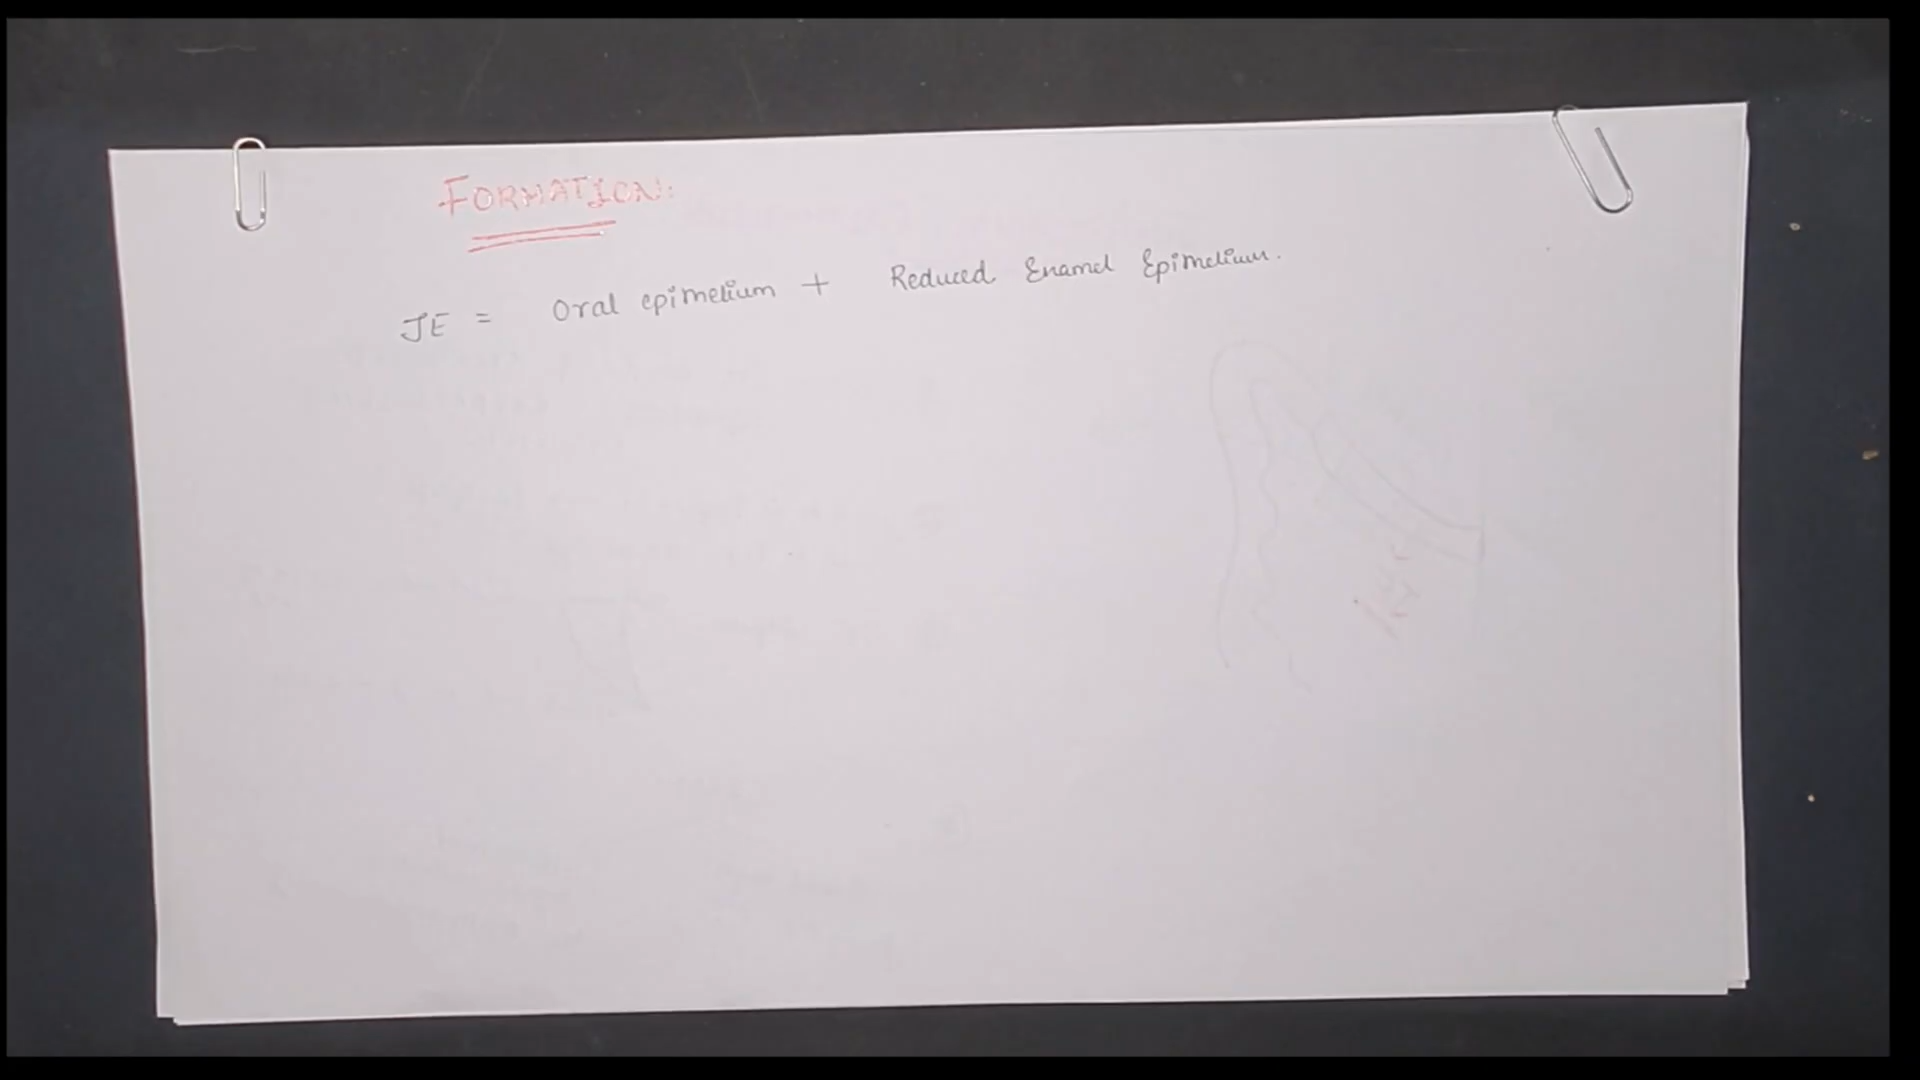 FORMATION:
JE = Oral epithelium + Reduced Enamel Epithelium.